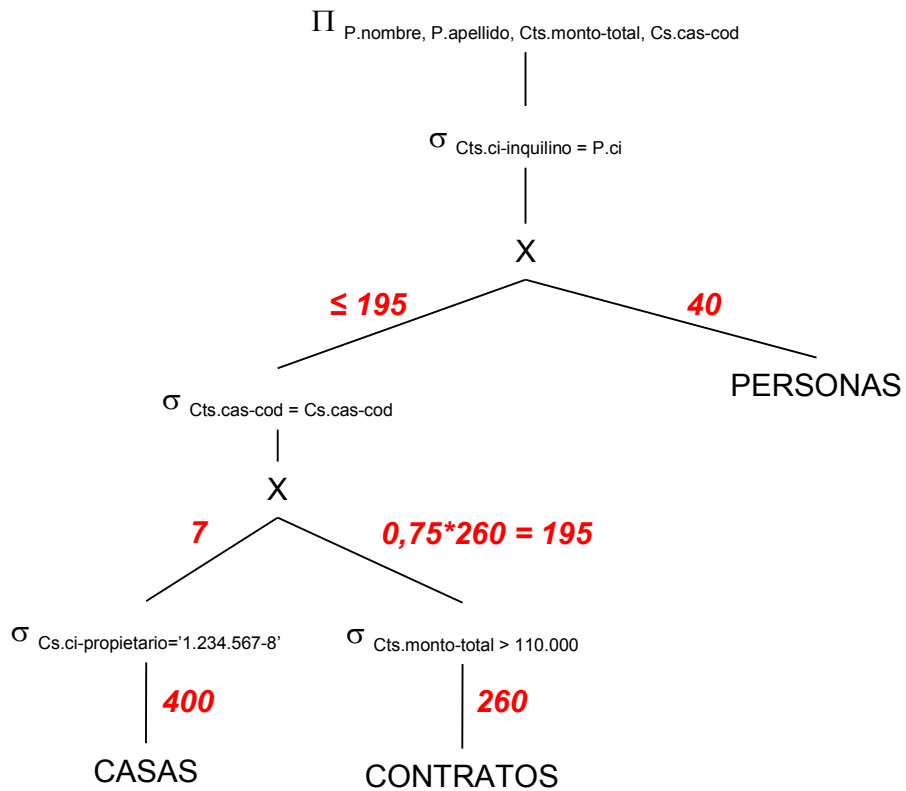 Π P.nombre, P.apellido, Cts.monto-total, Cs.cas-cod
σ Cts.ci-inquilino = P.ci
X
≤ 195
40
PERSONAS
σ Cts.cas-cod = Cs.cas-cod
X
7
0,75*260 = 195
σ Cs.ci-propietario='1.234.567-8'
σ Cts.monto-total > 110.000
400
260
CASAS
CONTRATOS